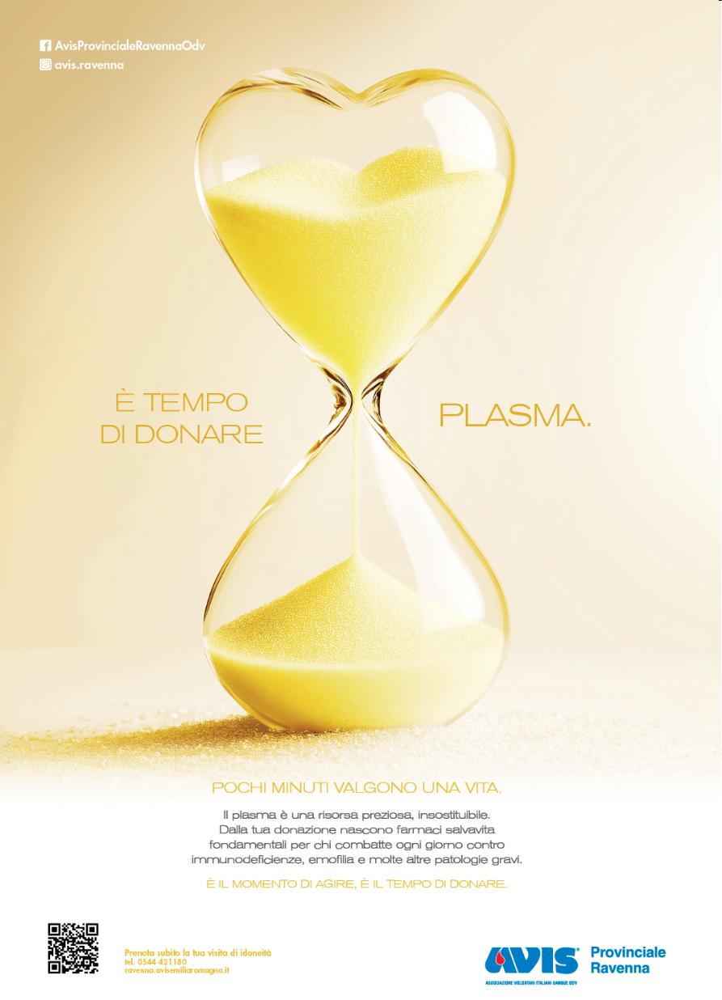 AvisProvincialeRavennaOdv
avis.ravenna
È TEMPO
DI DONARE
PLASMA.
POCHI MINUTI VALGONO UNA VITA.
Il plasma è una risorsa preziosa, insostituibile.
Dalla tua donazione nascono farmaci salvavita
fondamentali per chi combatte ogni giorno contro
immunodeficienze, emofilia e molte altre patologie gravi.
È IL MOMENTO DI AGIRE, È IL TEMPO DI DONARE.
Prenota subito la tua visita di idoneità
tel. 0544 421180
ravenna.avisemiliaromagna.it
AVIS®
ASSOCIAZIONE VOLONTARI ITALIANI SANGUE ODV
Provinciale
Ravenna